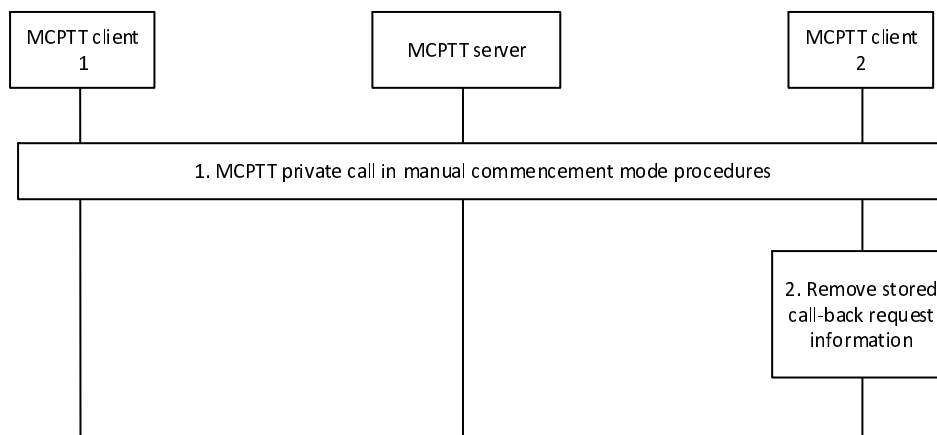 MCPTT client
1
MCPTT server
MCPTT client
2
1. MCPTT private call in manual commencement mode procedures
2. Remove stored
call-back request
information